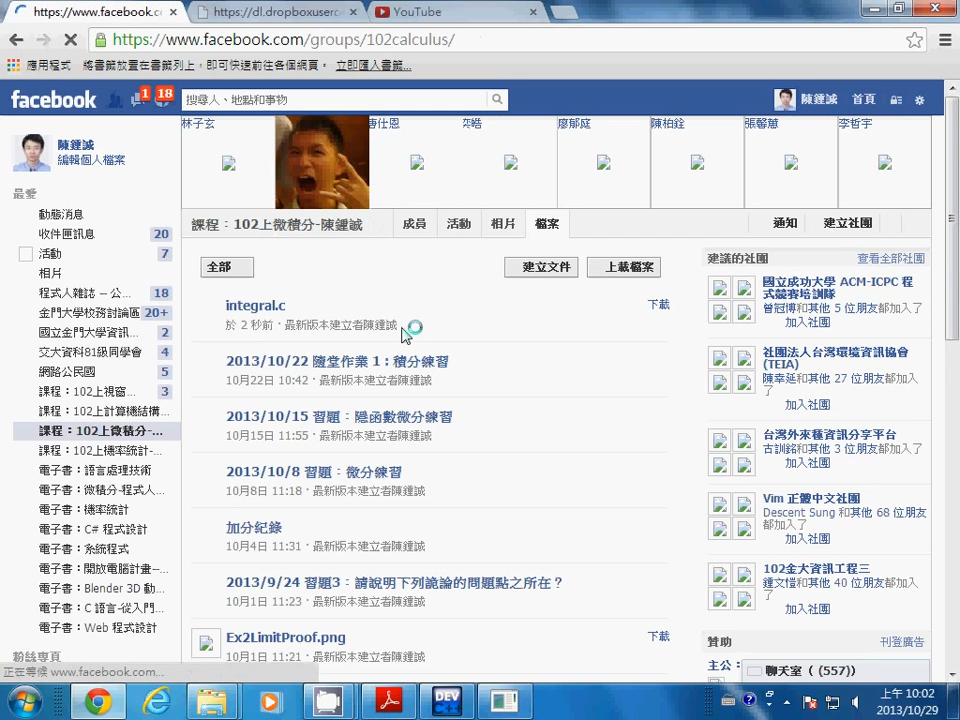 https://www.facebook.c
https://dl.dropboxuserc
YouTube
https://www.facebook.com/groups/102calculus/
應用程式
將書籤放置在書籤列上，即可快速前往各個網頁。
立即匯入書籤...
facebook
1
18
搜尋人、地點和事物
陳鍾誠
首頁
林子玄
唐仕恩
廖郁庭
陳柏銓
張馨薏
李哲宇
陳鍾誠
編輯個人檔案
課程：102上微積分-陳鍾誠
成員
活動
相片
檔案
通知
建立社團
最愛
動態消息
收件匣訊息 20
活動 7
相片
程式人雜誌 -- 公... 18
金門大學校務討論區 20+
國立金門大學資訊... 2
交大資科81級同學會 4
網路公民國 5
課程：102上視窗... 3
課程：102上計算機結構...
課程：102上微積分-...
課程：102上機率統計-...
電子書：語言處理技術
電子書：微積分-程式人...
電子書：機率統計
電子書：C# 程式設計
電子書：系統程式
電子書：開放電腦計畫--...
電子書：Blender 3D 動...
電子書：C 語言-從入門...
電子書：Web 程式設計
粉絲專頁
正在等候 www.facebook.com...
全部
建立文件
上載檔案
integral.c
下載
於 2 秒前 · 最新版本建立者陳鍾誠
2013/10/22 隨堂作業 1：積分練習
10月22日 10:42 · 最新版本建立者陳鍾誠
2013/10/15 習題：隱函數微分練習
10月15日 11:55 · 最新版本建立者陳鍾誠
2013/10/8 習題：微分練習
10月8日 11:18 · 最新版本建立者陳鍾誠
加分紀錄
10月4日 11:31 · 最新版本建立者陳鍾誠
2013/9/24 習題3：請說明下列詭論的問題點之所在？
10月1日 11:23 · 最新版本建立者陳鍾誠
Ex2LimitProof.png
下載
10月1日 11:21 · 最新版本建立者陳鍾誠
建議的社團
查看全部社團
國立成功大學 ACM-ICPC 程
式競賽培訓隊
曾冠博和其他 5 位朋友都加入
了
加入社團
社團法人台灣環境資訊協會
(TEIA)
陳幸延和其他 27 位朋友都加入
了
加入社團
台灣外來種資訊分享平台
古訓銘和其他 3 位朋友都加入了
加入社團
Vim 正體中文社團
Descent Sung 和其他 68 位朋友
都加入了
加入社團
102金大資訊工程三
鍾文愷和其他 40 位朋友都加入
了
加入社團
贊助
刊登廣告
主公：
聊天室（ (557)）
DEV
上午 10:02
2013/10/29